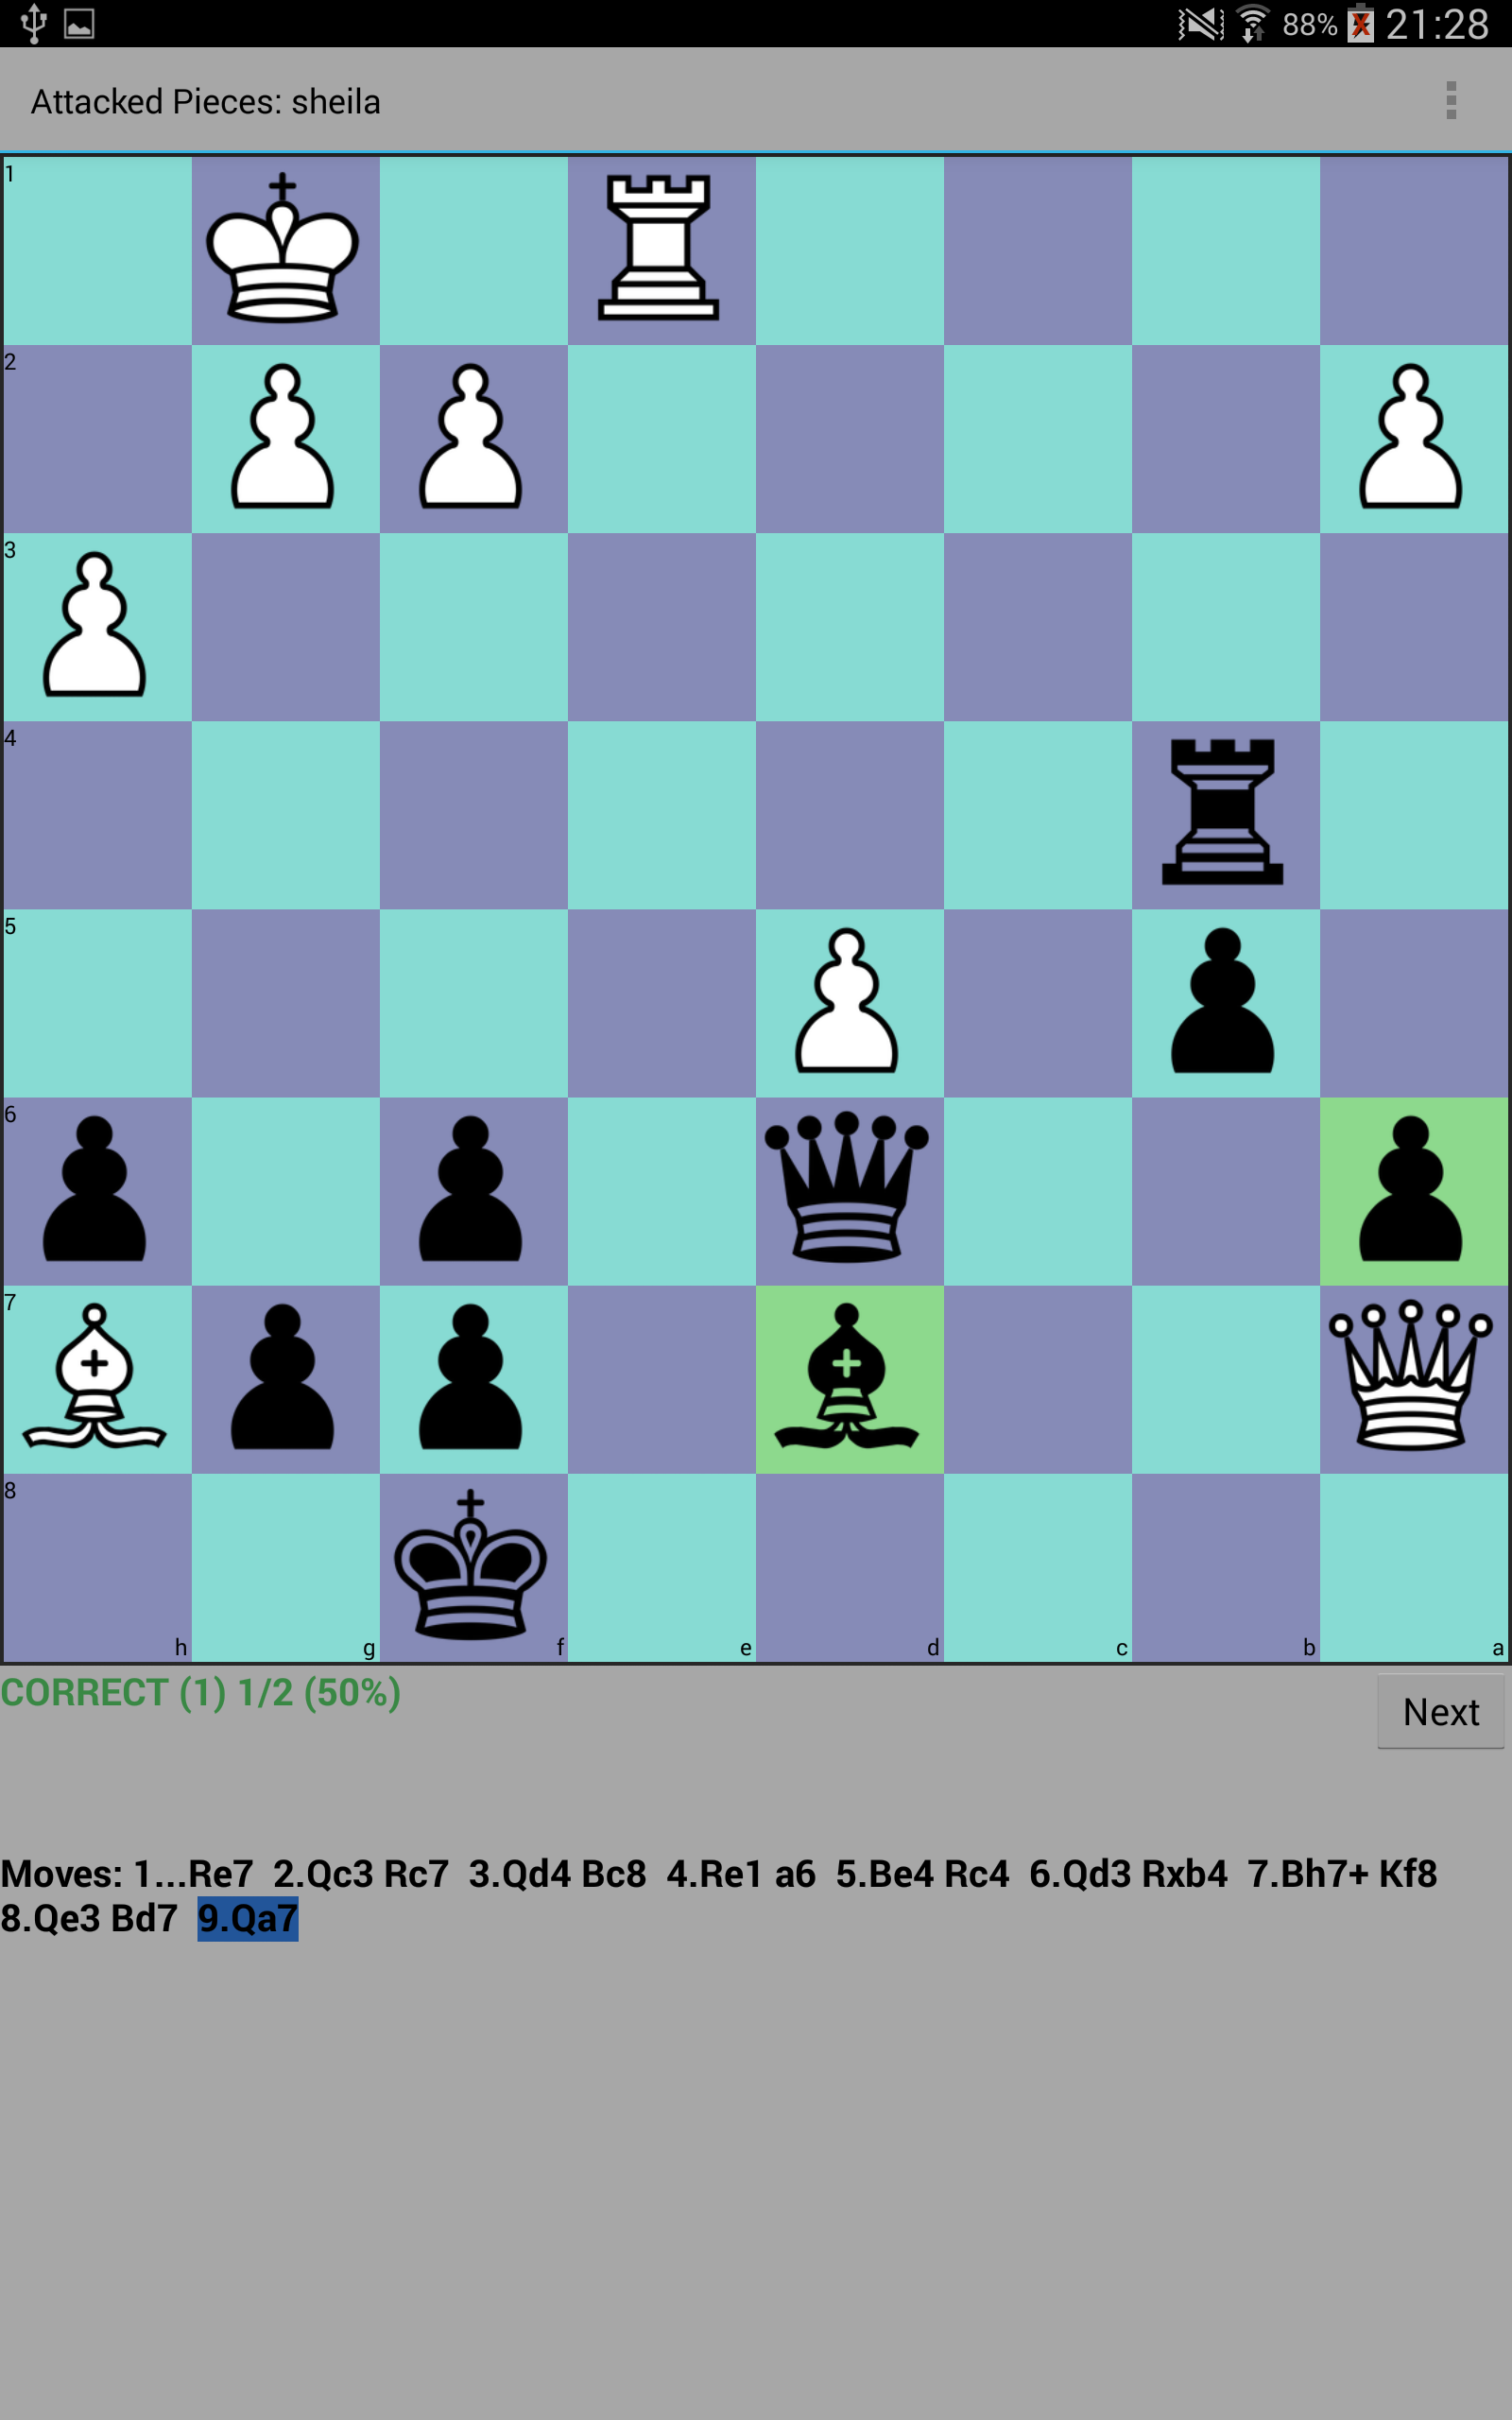 88% 21:28
Attacked Pieces: sheila
1
2
3
4
5
6
7
8
h g f e d c b a
CORRECT (1) 1/2 (50%)
Next
Moves: 1...Re7 2.Qc3 Rc7 3.Qd4 Bc8 4.Re1 a6 5.Be4 Rc4 6.Qd3 Rxb4 7.Bh7+ Kf8
8.Qe3 Bd7 9.Qa7